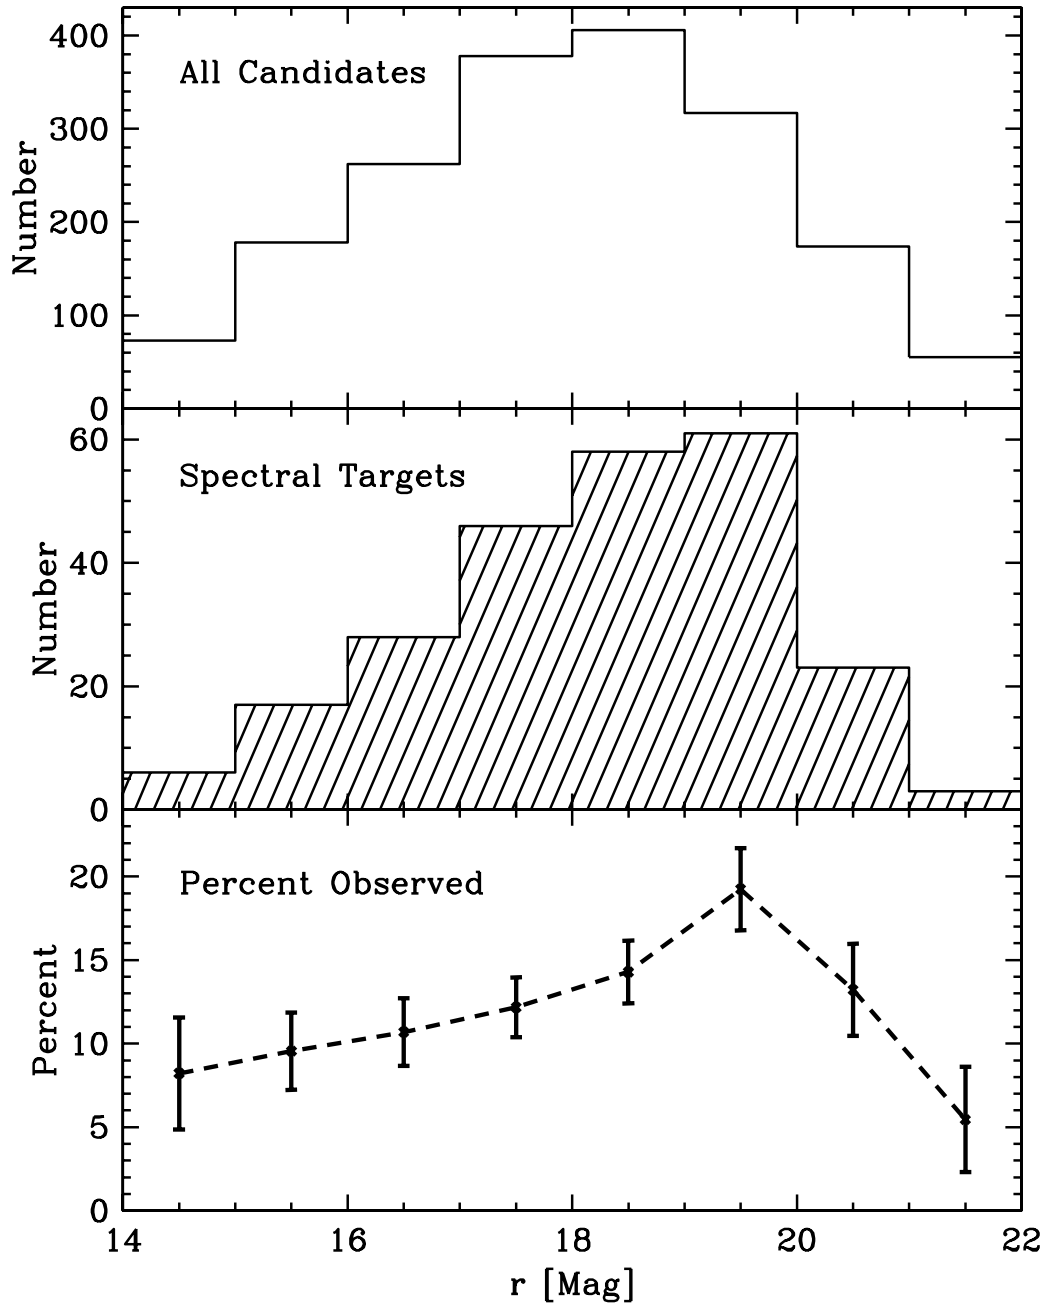 400
All Candidates
300
Number
200
100
0
60
Spectral Targets
40
Number
20
0
20
Percent Observed
15
Percent
10
5
0
14 16 18 20 22
r [Mag]